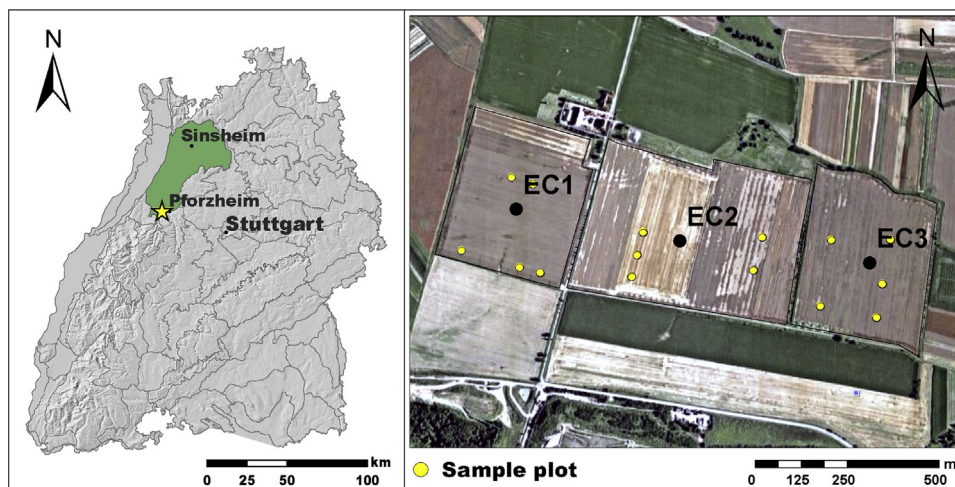 N
Sinsheim
Pforzheim
Stuttgart
km
0 25 50 100
N
EC1
EC2
EC3
Sample plot
m
0 125 250 500